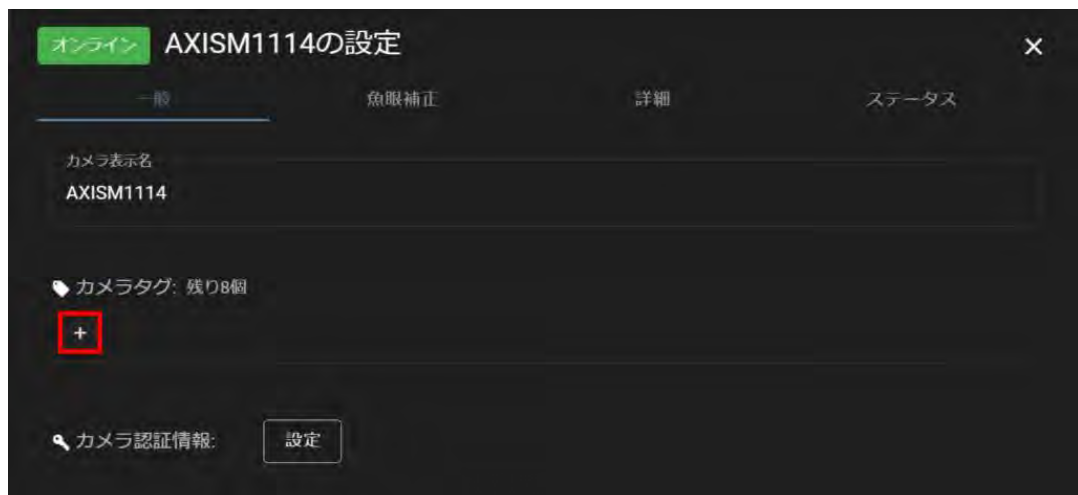 オンライン AXISM1114の設定 ×
一般 魚眼補正 詳細 ステータス
カメラ表示名
AXISM1114
カメラタグ: 残り8個
+
カメラ認証情報: 設定